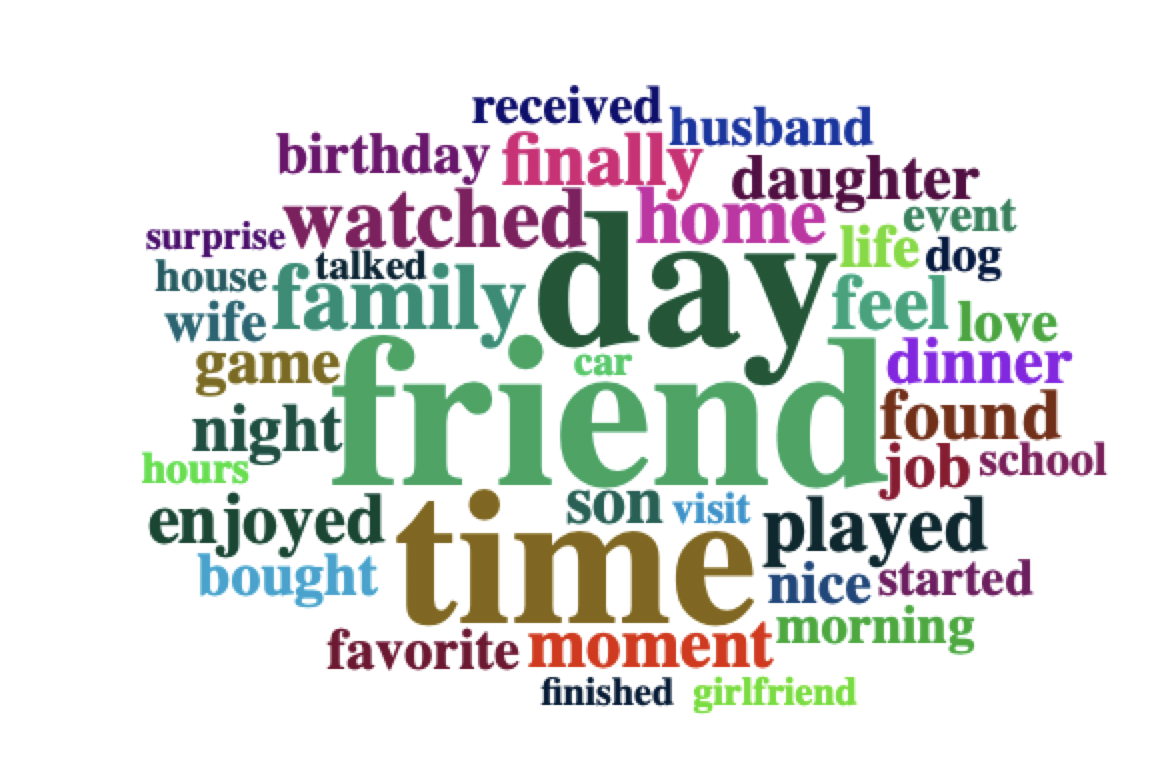 received husband
birthday finally daughter
watched home event
surprise life dog
house talked day
wife family feel love
game car dinner
night friend found
hours job school
enjoyed son visit played
bought time nice started
favorite moment morning
finished girlfriend